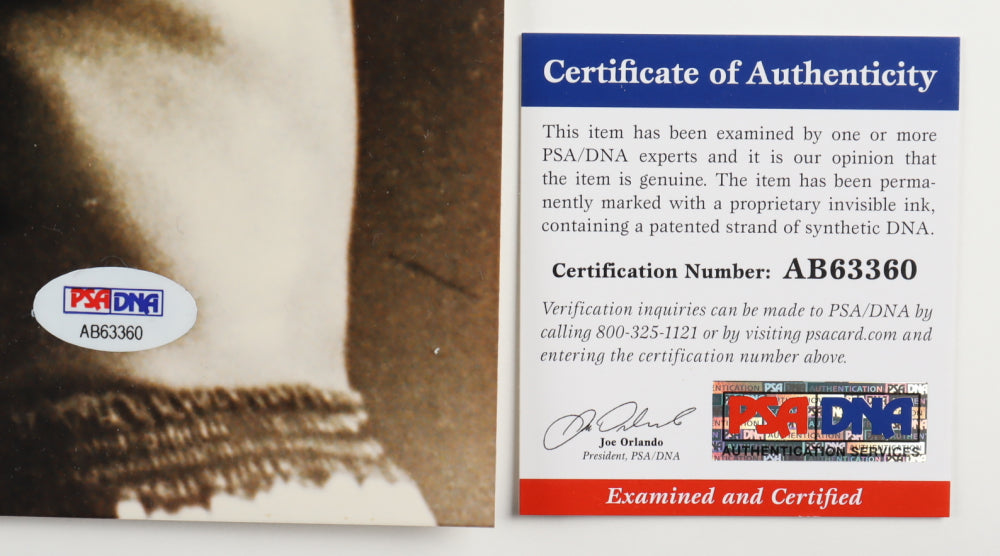 PSA DNA
AB63360
Certificate of Authenticity
This item has been examined by one or more
PSA/DNA experts and it is our opinion that
the item is genuine. The item has been perma-
nently marked with a proprietary invisible ink,
containing a patented strand of synthetic DNA.
Certification Number: AB63360
Verification inquiries can be made to PSA/DNA by
calling 800-325-1121 or by visiting psacard.com and
entering the certification number above.
Joe Orlando
Joe Orlando
President, PSA/DNA
PSA DNA
AUTHENTICATION SERVICES
Examined and Certified